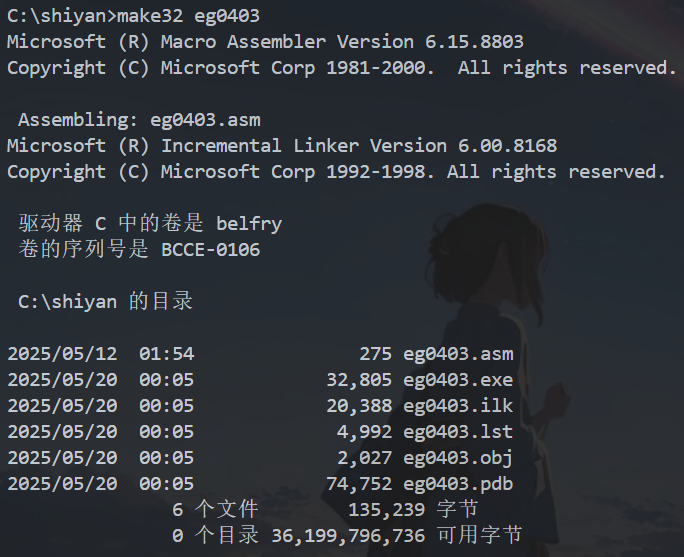 C:\shiyan>make32 eg0403
Microsoft (R) Macro Assembler Version 6.15.8803
Copyright (C) Microsoft Corp 1981-2000.  All rights reserved.
Assembling: eg0403.asm
Microsoft (R) Incremental Linker Version 6.00.8168
Copyright (C) Microsoft Corp 1992-1998. All rights reserved.
驱动器 C 中的卷是 belfry
卷的序列号是 BCCE-0106
C:\shiyan 的目录
2025/05/12  01:54               275 eg0403.asm
2025/05/20  00:05            32,805 eg0403.exe
2025/05/20  00:05            20,388 eg0403.ilk
2025/05/20  00:05             4,992 eg0403.lst
2025/05/20  00:05             2,027 eg0403.obj
2025/05/20  00:05            74,752 eg0403.pdb
6 个文件        135,239 字节
0 个目录 36,199,796,736 可用字节